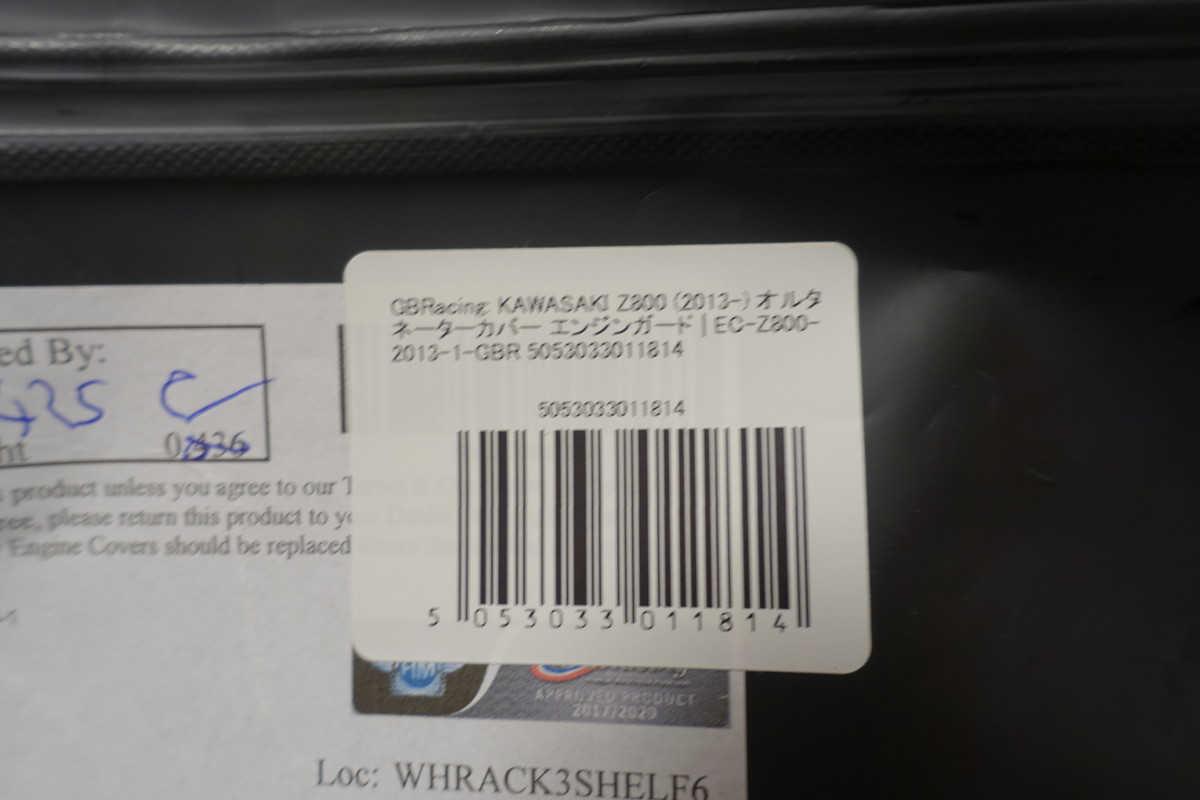 GBRacing: KAWASAKI Z800 (2013-) オルタ
ネーターカバー エンジンガード | EC-Z800-
2013-1-GBR 5053033011814
5053033011814
5 053033 011814
ed By:
425
ht
s product unless you agree to our T
ree, please return this product to yo
Engine Covers should be replaced
FIM
APPROVED PRODUCT
2017/2020
Loc: WHRACK3SHELF6